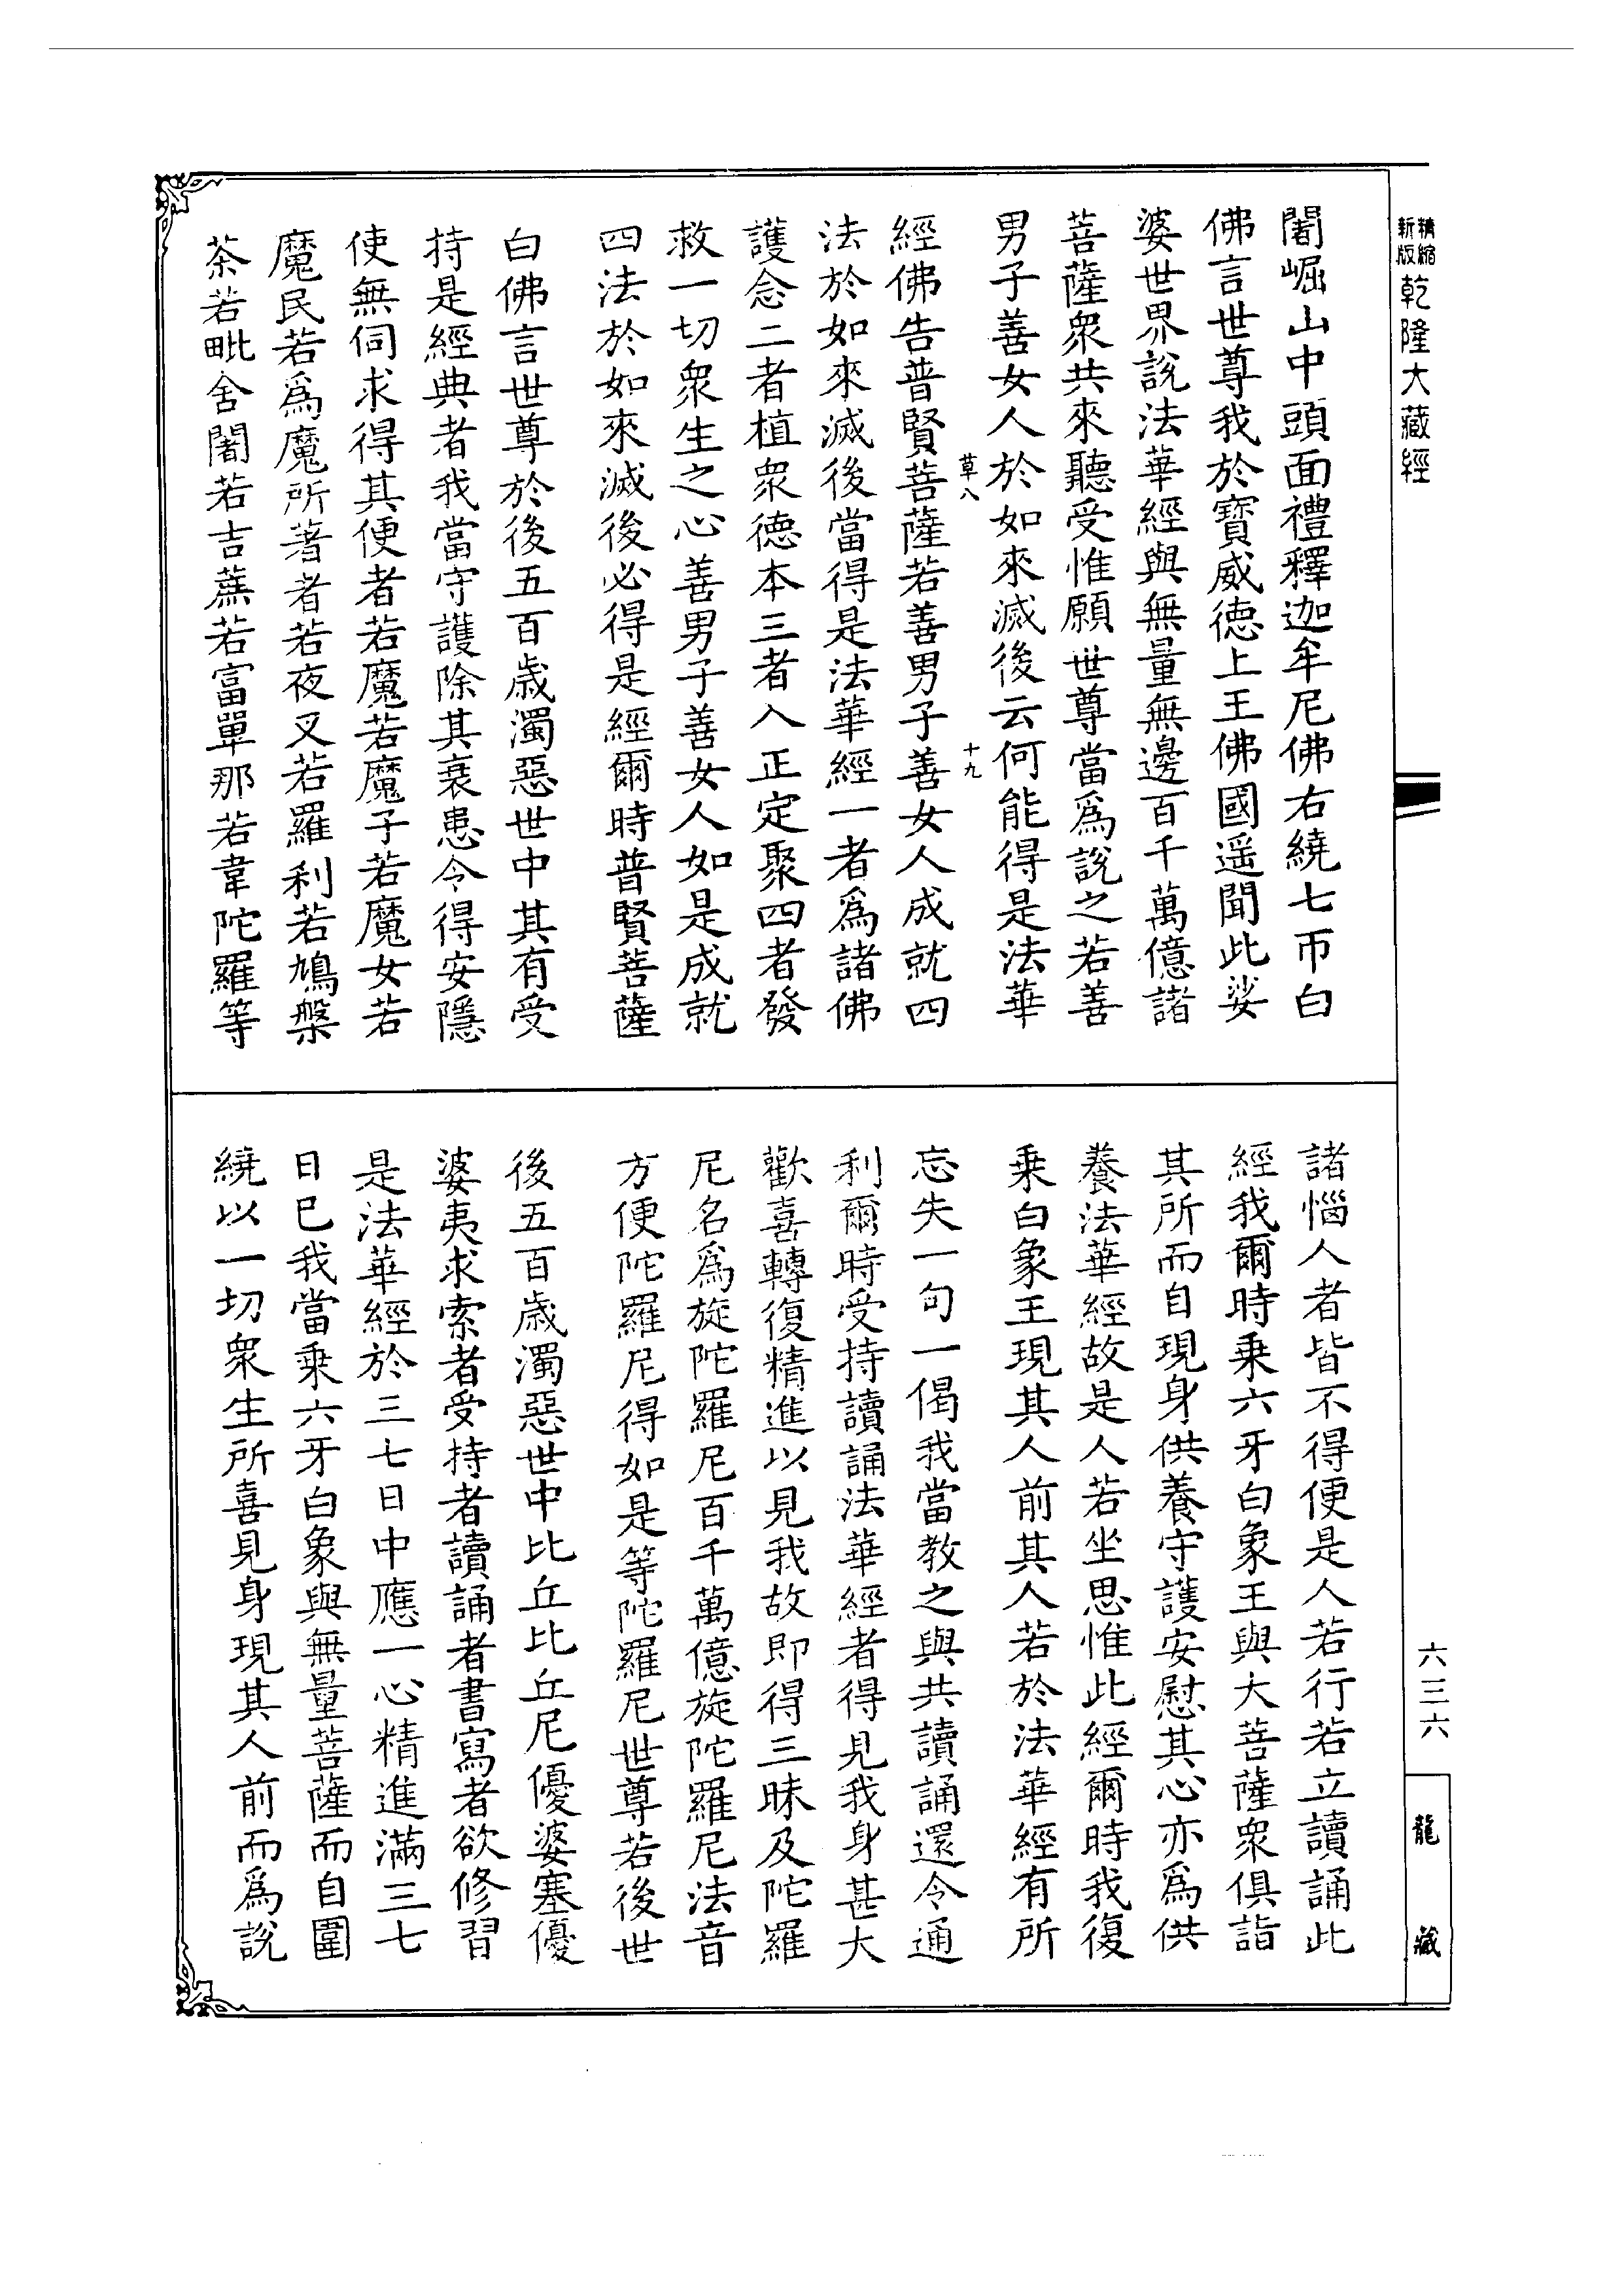 精縮新版乾隆大藏經
闍崛山中頭面禮釋迦牟尼佛右繞七帀白
佛言世尊我於寶威德上王佛國遥聞此娑
婆世界說法華經與無量無邊百千萬億諸
菩薩衆共來聽受惟願世尊當爲說之若善
男子善女人於如來滅後云何能得是法華
草八 十九
經佛告普賢菩薩若善男子善女人成就四
法於如來滅後當得是法華經一者爲諸佛
護念二者植衆德本三者入正定聚四者發
救一切衆生之心善男子善女人如是成就
四法於如來滅後必得是經爾時普賢菩薩
白佛言世尊於後五百歲濁惡世中其有受
持是經典者我當守護除其衰患令得安隱
使無伺求得其便者若魔若魔子若魔女若
魔民若爲魔所著者若夜叉若羅刹若鳩槃
茶若毗舍闍若吉蔗若富單那若韋陀羅等
諸惱人者皆不得便是人若行若立讀誦此
經我爾時乗六牙白象王與大菩薩衆俱詣
其所而自現身供養守護安慰其心亦爲供
養法華經故是人若坐思惟此經爾時我復
乗白象王現其人前其人若於法華經有所
忘失一句一偈我當教之與共讀誦還令通
利爾時受持讀誦法華經者得見我身甚大
歡喜轉復精進以見我故即得三昧及陀羅
尼名爲旋陀羅尼百千萬億旋陀羅尼法音
方便陀羅尼得如是等陀羅尼世尊若後世
後五百歲濁惡世中比丘比丘尼優婆塞優
婆夷求索者受持者讀誦者書寫者欲修習
是法華經於三七日中應一心精進滿三七
日已我當乗六牙白象與無量菩薩而自圍
繞以一切衆生所喜見身現其人前而爲說
六三六
龍藏